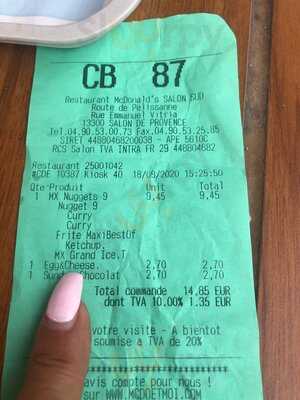 CB 87
Restaurant McDonald's SALON SUD
Route de Pelissanne
Rue Emmanuel Vitria
13300 SALON DE PROVENCE
Tel.04.90.53.00.73 Fax.04.90.53.25.85
SIRET 44880468200038 - APE 5610C
RCS Salon TVA INTRA FR 29 448804682
Restaurant 25001042
CDE 10387 Kiosk 40 18/08/2020 15:25:50
Qte Produit Unit Total
1 MX Nuggets 9 9,45 9,45
Nugget 9
Curry
Curry
Frite MaxiBestOf
Ketchup.
MX Grand Ice.T
1 Egg&Cheese. 2,70 2,70
1 Chocolat 2,70 2,70
Total commande 14,85 EUR
dont TVA 10.00% 1.35 EUR
votre visite - A bientot
soumise a TVA de 20%
avis compte pour nous !
sur WWW.MCDOETMOI.COM